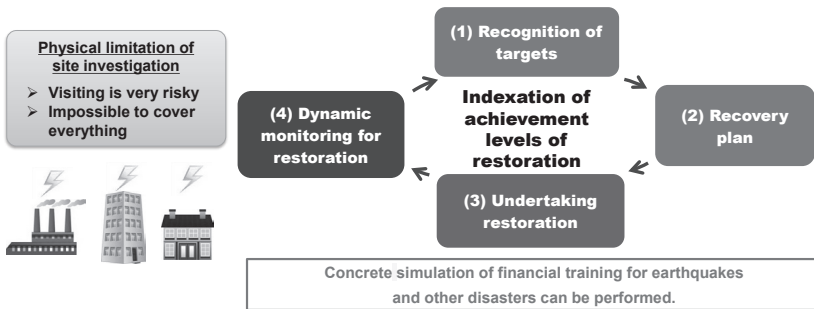 Physical limitation of
site investigation
➢ Visiting is very risky
➢ Impossible to cover
everything
(1) Recognition of
targets
(2) Recovery
plan
(3) Undertaking
restoration
(4) Dynamic
monitoring for
restoration
Indexation of
achievement
levels of
restoration
Concrete simulation of financial training for earthquakes
and other disasters can be performed.